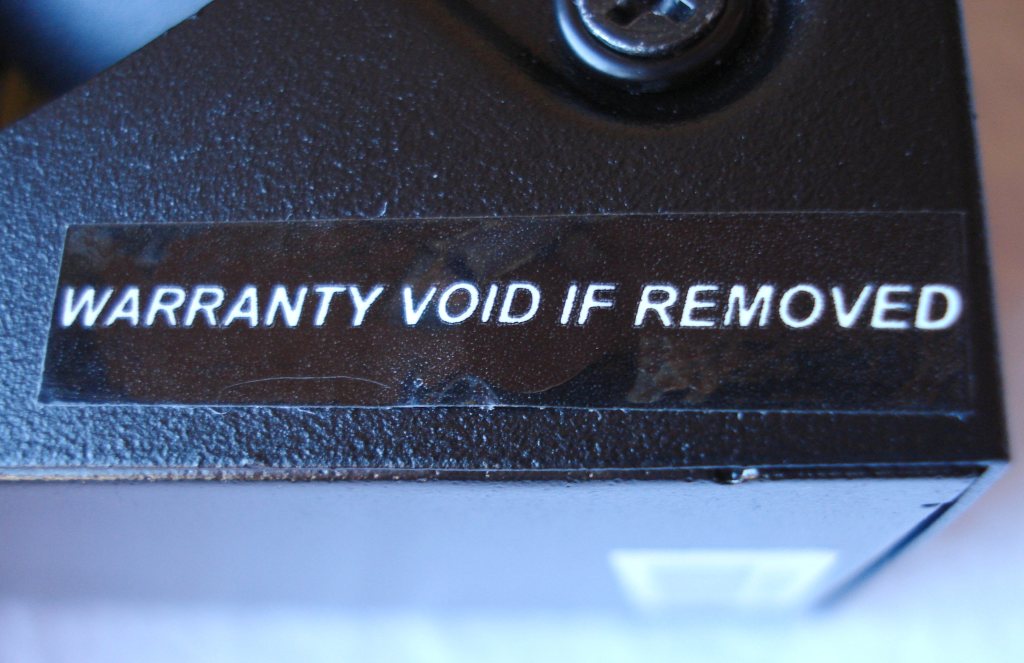 WARRANTY VOID IF REMOVED